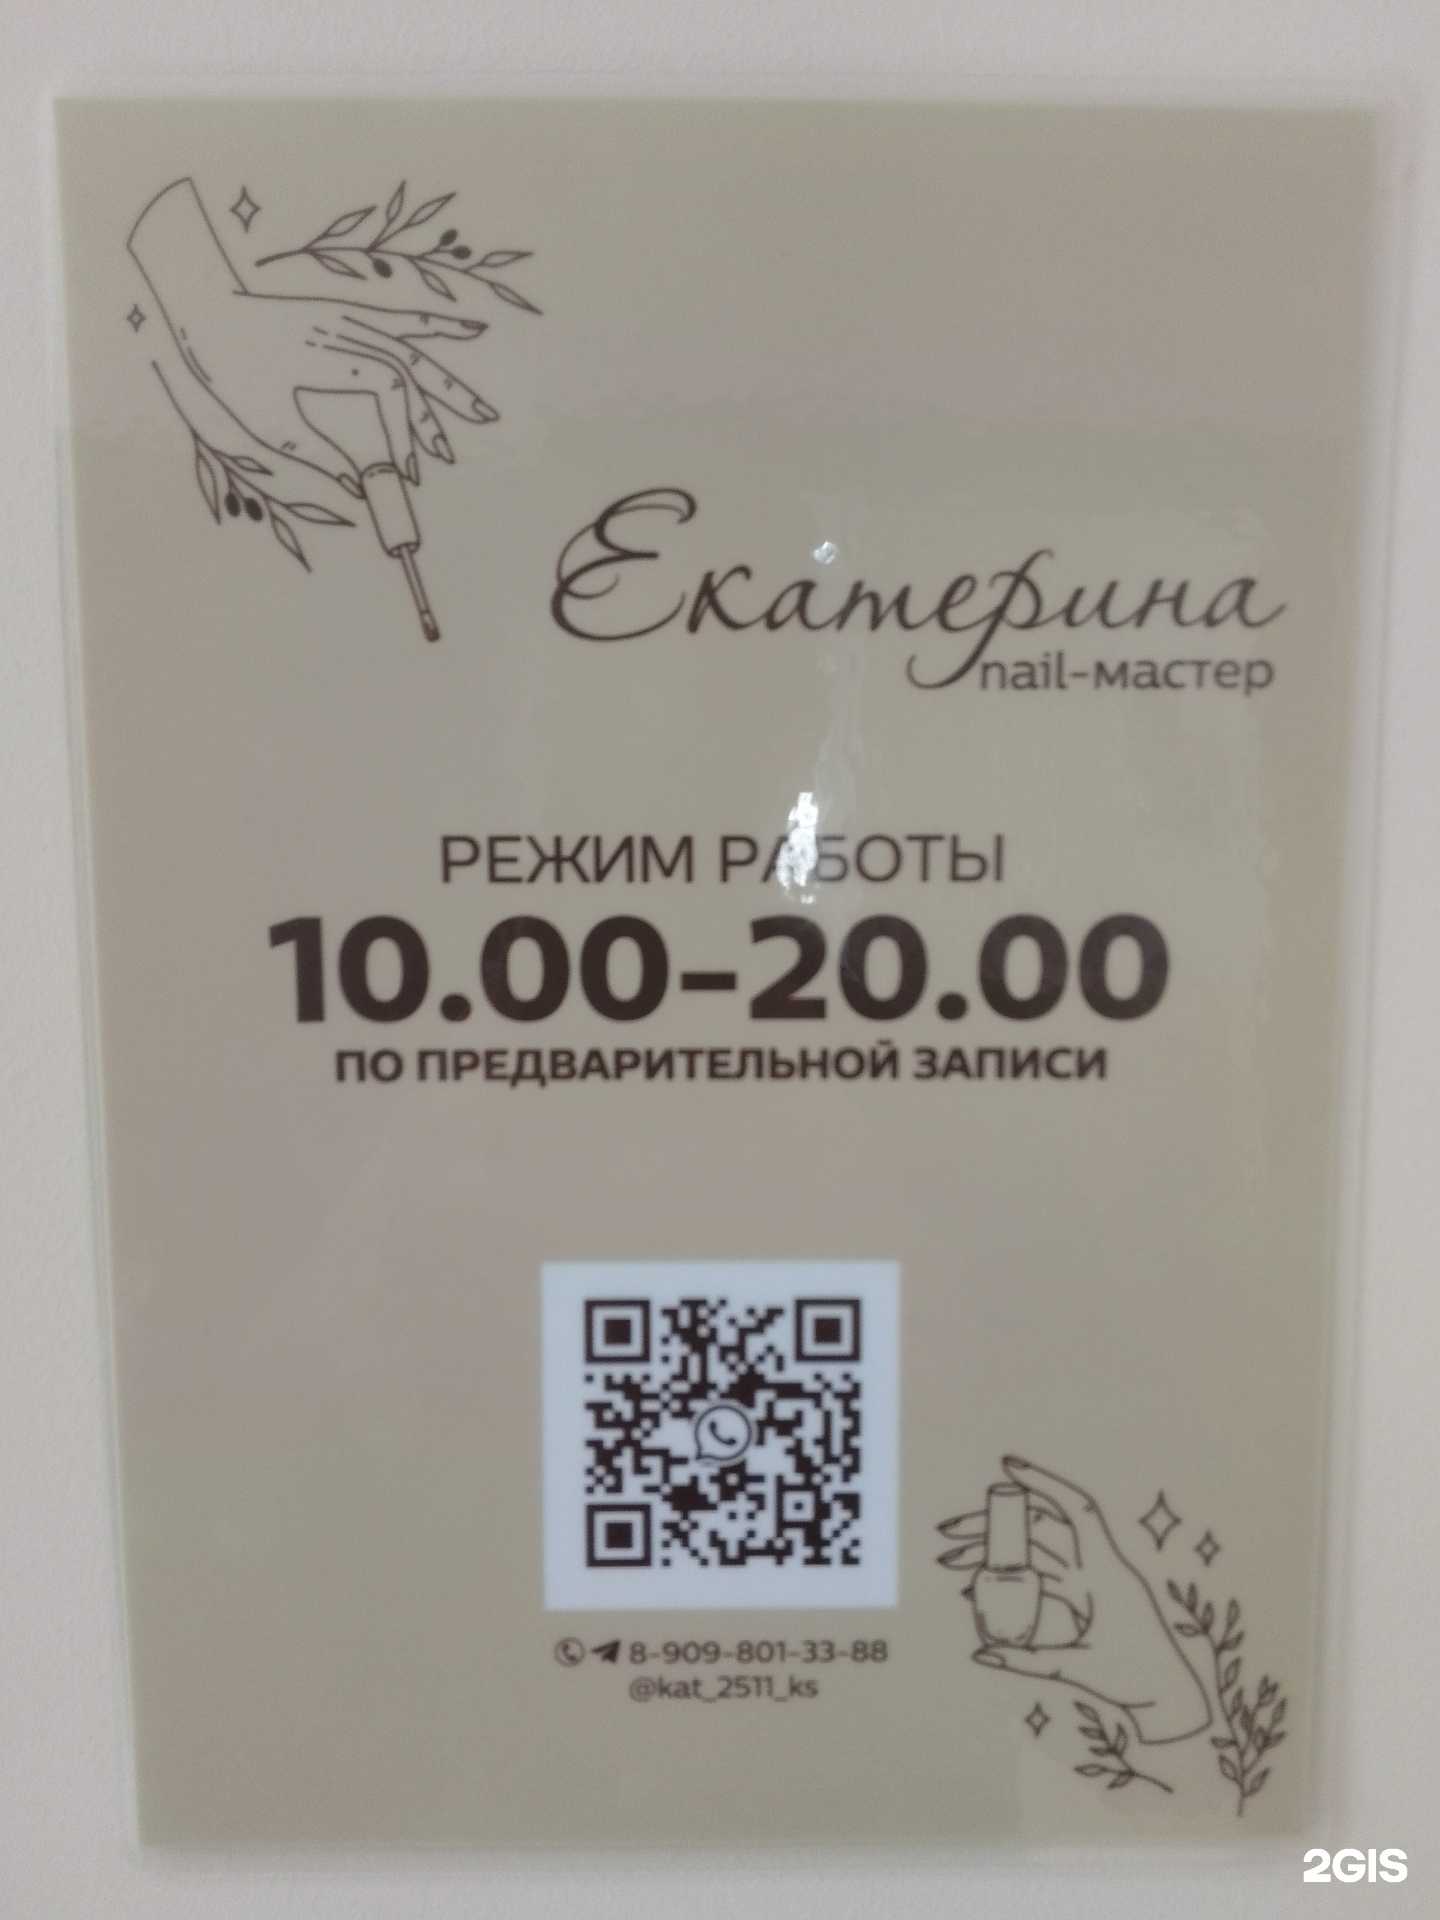 Екатерина
nail-мастер
РЕЖИМ РАБОТЫ
10.00-20.00
ПО ПРЕДВАРИТЕЛЬНОЙ ЗАПИСИ
8-909-801-33-88
@kat_2511_ks
2GIS